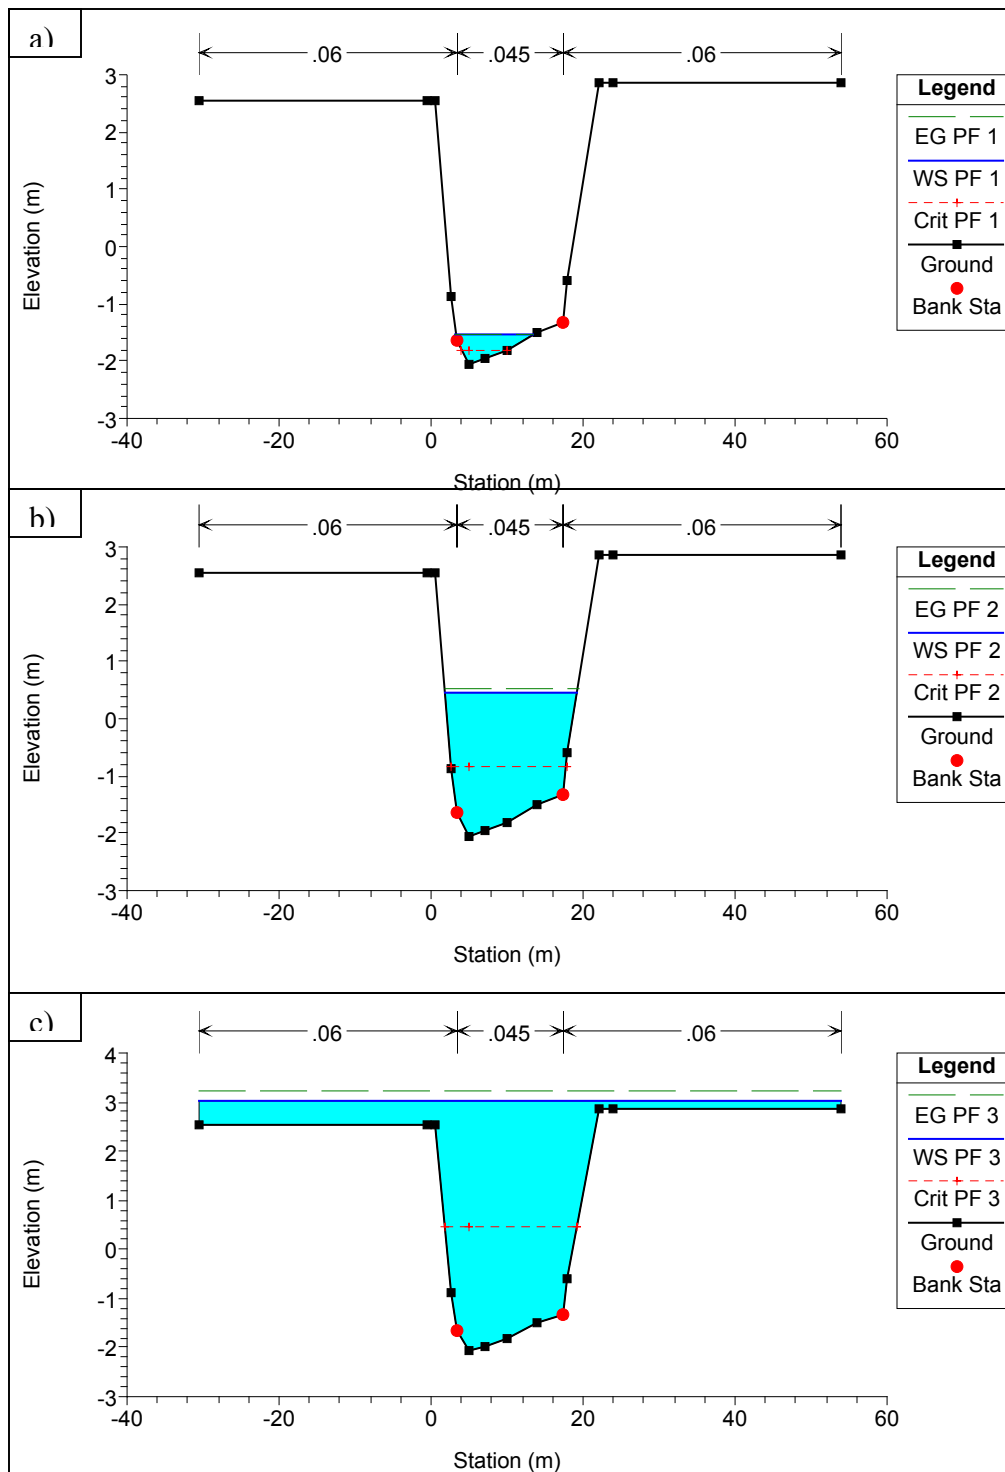 a)
.06 .045 .06
3
2
1
0
-1
-2
-3
Elevation (m)
-40 -20 0 20 40 60
Station (m)
Legend
EG PF 1
WS PF 1
Crit PF 1
Ground
Bank Sta
b)
.06 .045 .06
3
2
1
0
-1
-2
-3
Elevation (m)
-40 -20 0 20 40 60
Station (m)
Legend
EG PF 2
WS PF 2
Crit PF 2
Ground
Bank Sta
c)
.06 .045 .06
4
3
2
1
0
-1
-2
-3
Elevation (m)
-40 -20 0 20 40 60
Station (m)
Legend
EG PF 3
WS PF 3
Crit PF 3
Ground
Bank Sta